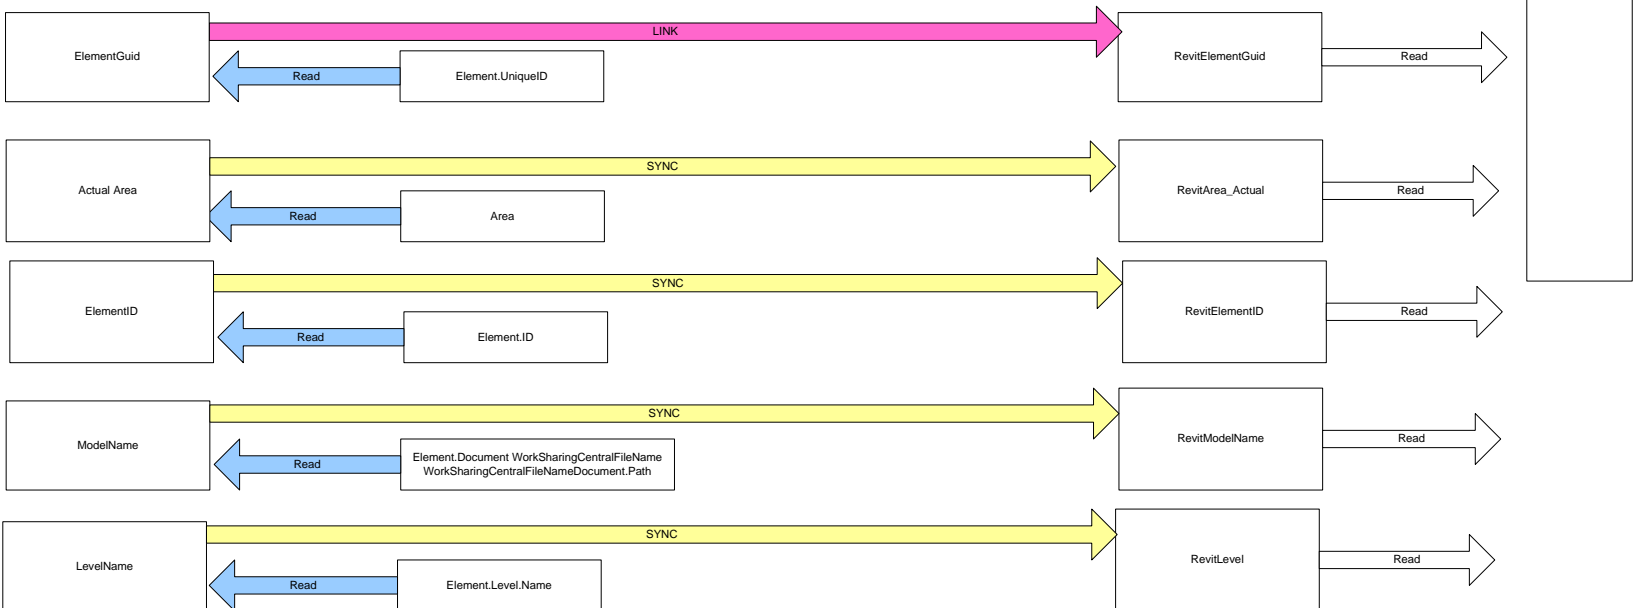 LINK
ElementGuid
Read
Element.UniqueID
RevitElementGuid
Read
SYNC
Actual Area
Read
Area
RevitArea_Actual
Read
SYNC
ElementID
Read
Element.ID
RevitElementID
Read
SYNC
ModelName
Read
Element.Document WorkSharingCentralFileName
WorkSharingCentralFileNameDocument.Path
RevitModelName
Read
SYNC
LevelName
Read
Element.Level.Name
RevitLevel
Read